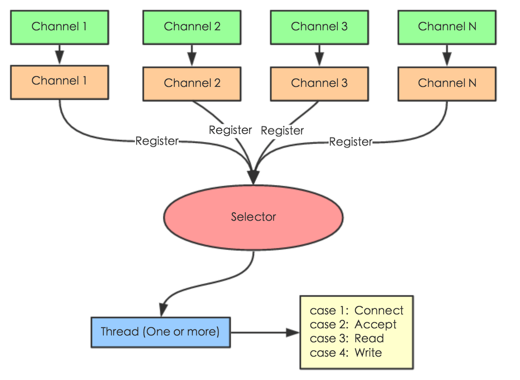 Channel 1
Channel 2
Channel 3
Channel N
Channel 1
Channel 2
Channel 3
Channel N
Register
Register
Register
Register
Selector
Thread (One or more)
case 1: Connect
case 2: Accept
case 3: Read
case 4: Write